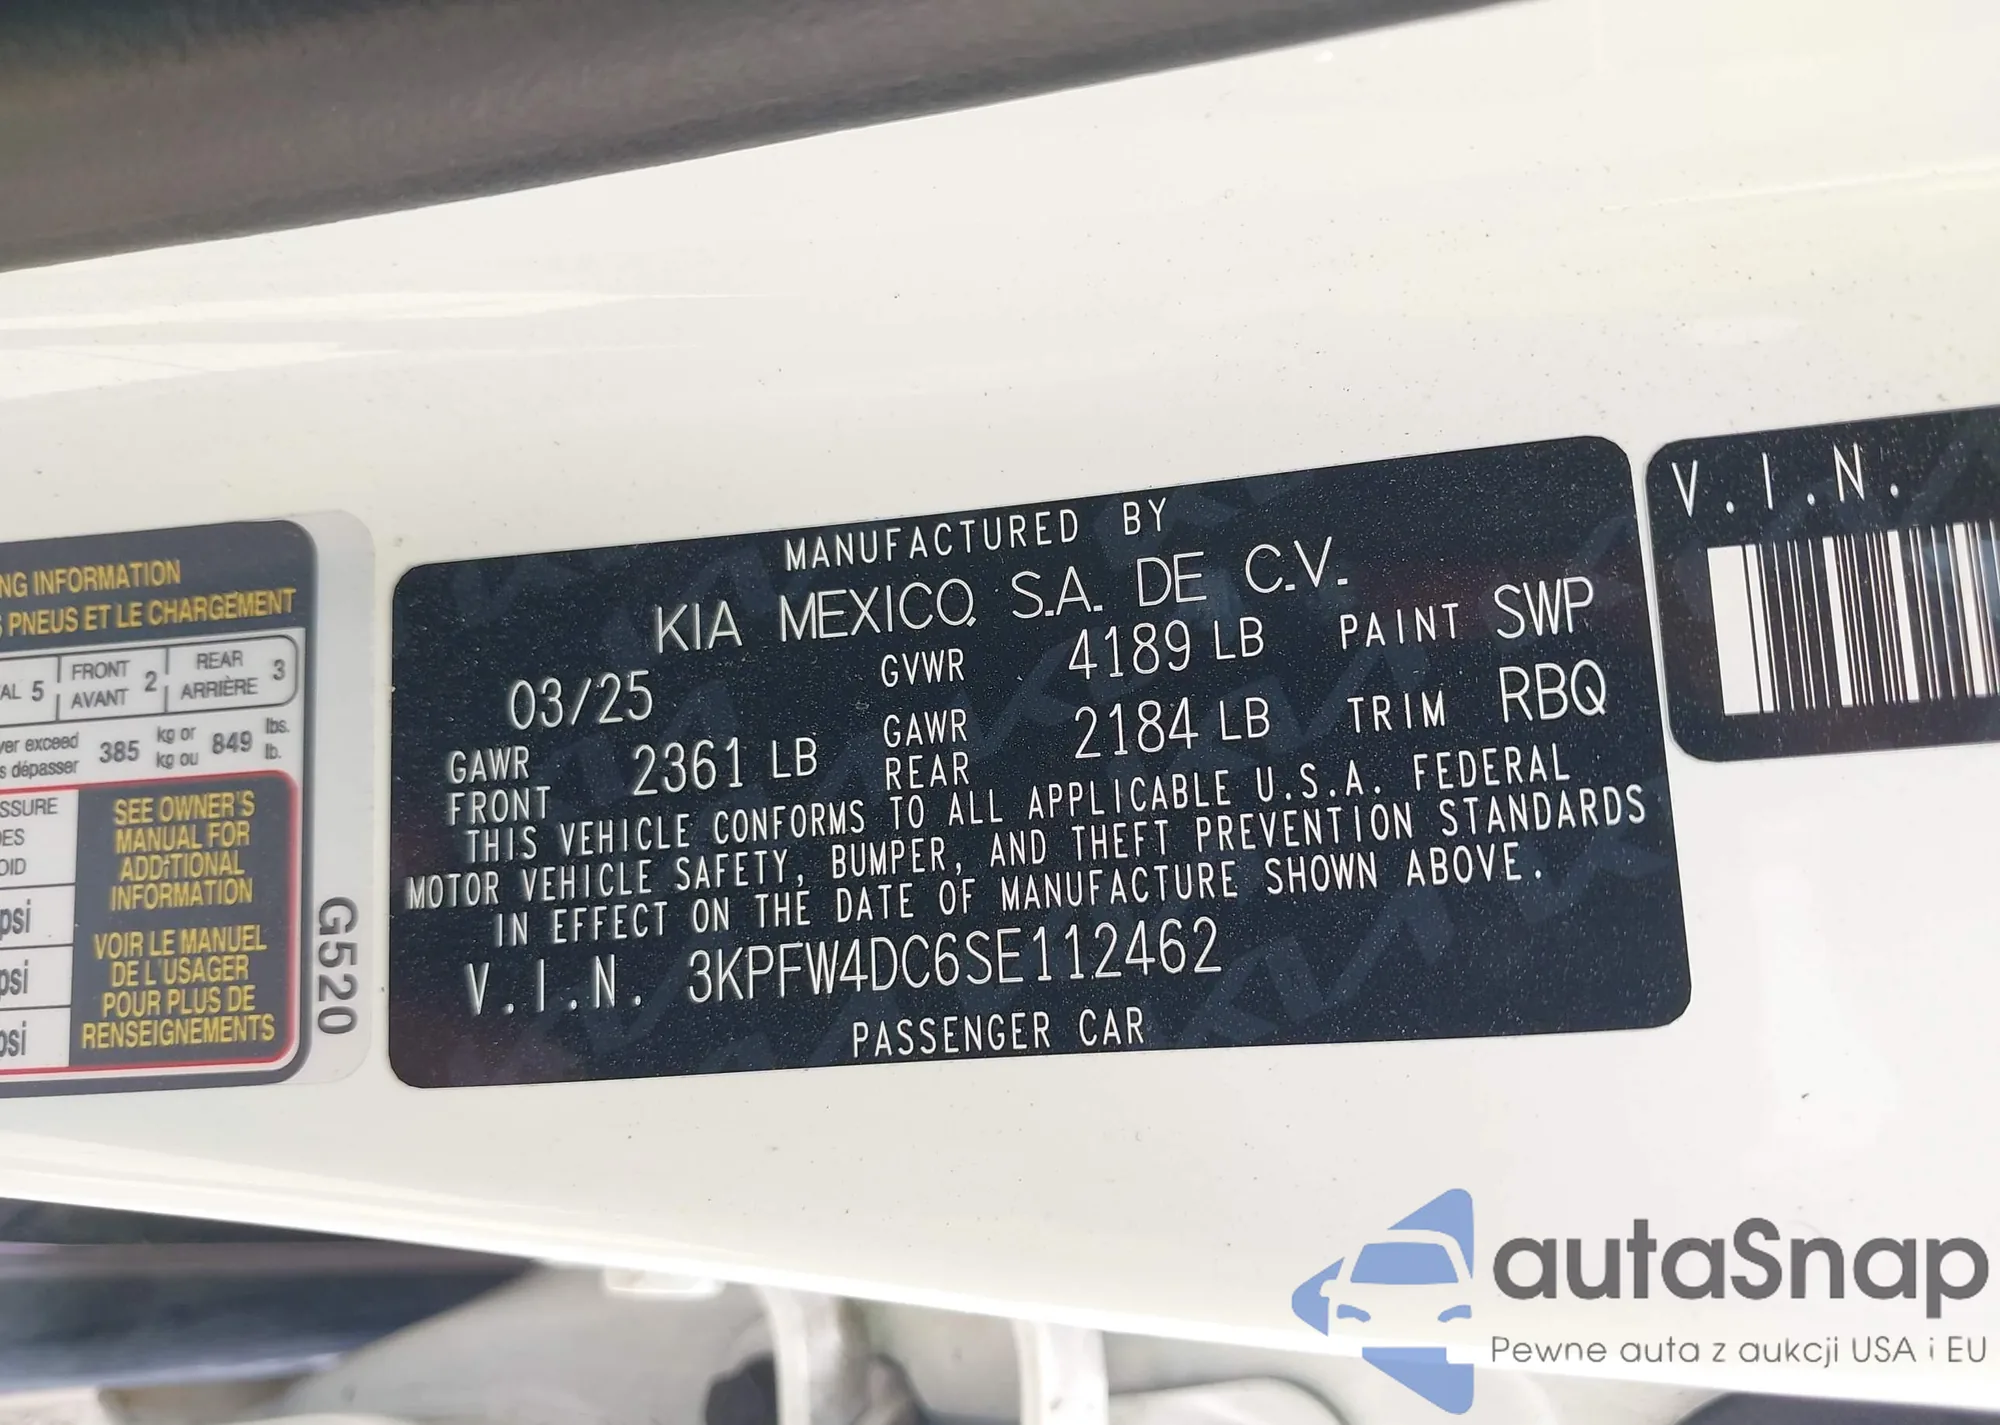 NG INFORMATION
PNEUS ET LE CHARGEMENT
AL 5 FRONT AVANT 2 REAR ARRIÈRE 3
ver exceed
s dépasser 385 kg or kg ou 849 lbs. lb.
SSURE
DES
OID
psi
psi
psi
SEE OWNER'S
MANUAL FOR
ADDITIONAL
INFORMATION
VOIR LE MANUEL
DE L'USAGER
POUR PLUS DE
RENSEIGNEMENTS
G520
MANUFACTURED BY
KIA MEXICO, S.A. DE C.V.
03/25 GVWR 4189 LB PAINT SWP
GAWR FRONT 2361 LB GAWR REAR 2184 LB TRIM RBQ
THIS VEHICLE CONFORMS TO ALL APPLICABLE U.S.A. FEDERAL
MOTOR VEHICLE SAFETY, BUMPER, AND THEFT PREVENTION STANDARDS
IN EFFECT ON THE DATE OF MANUFACTURE SHOWN ABOVE.
V.I.N. 3KPFW4DC6SE112462
PASSENGER CAR
V.I.N.
autaSnap
Pewne auta z aukcji USA i EU